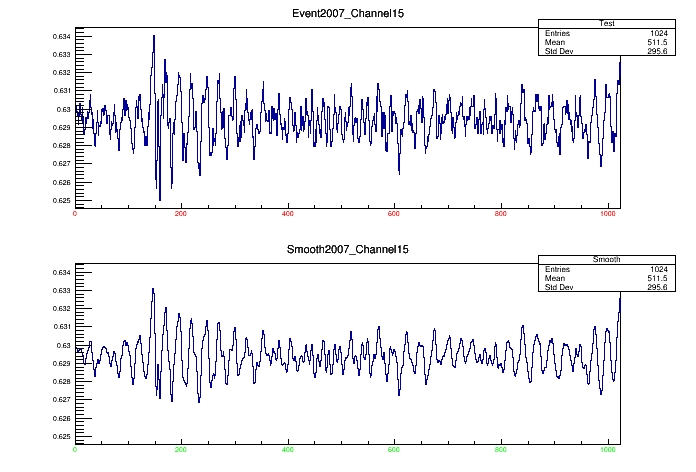 Event2007_Channel15
Test
Entries 1024
Mean 511.5
Std Dev 295.6
0.634
0.633
0.632
0.631
0.63
0.629
0.628
0.627
0.626
0.625
0 200 400 600 800 1000
Smooth2007_Channel15
Smooth
Entries 1024
Mean 511.5
Std Dev 295.6
0.634
0.633
0.632
0.631
0.63
0.629
0.628
0.627
0.626
0.625
0 200 400 600 800 1000